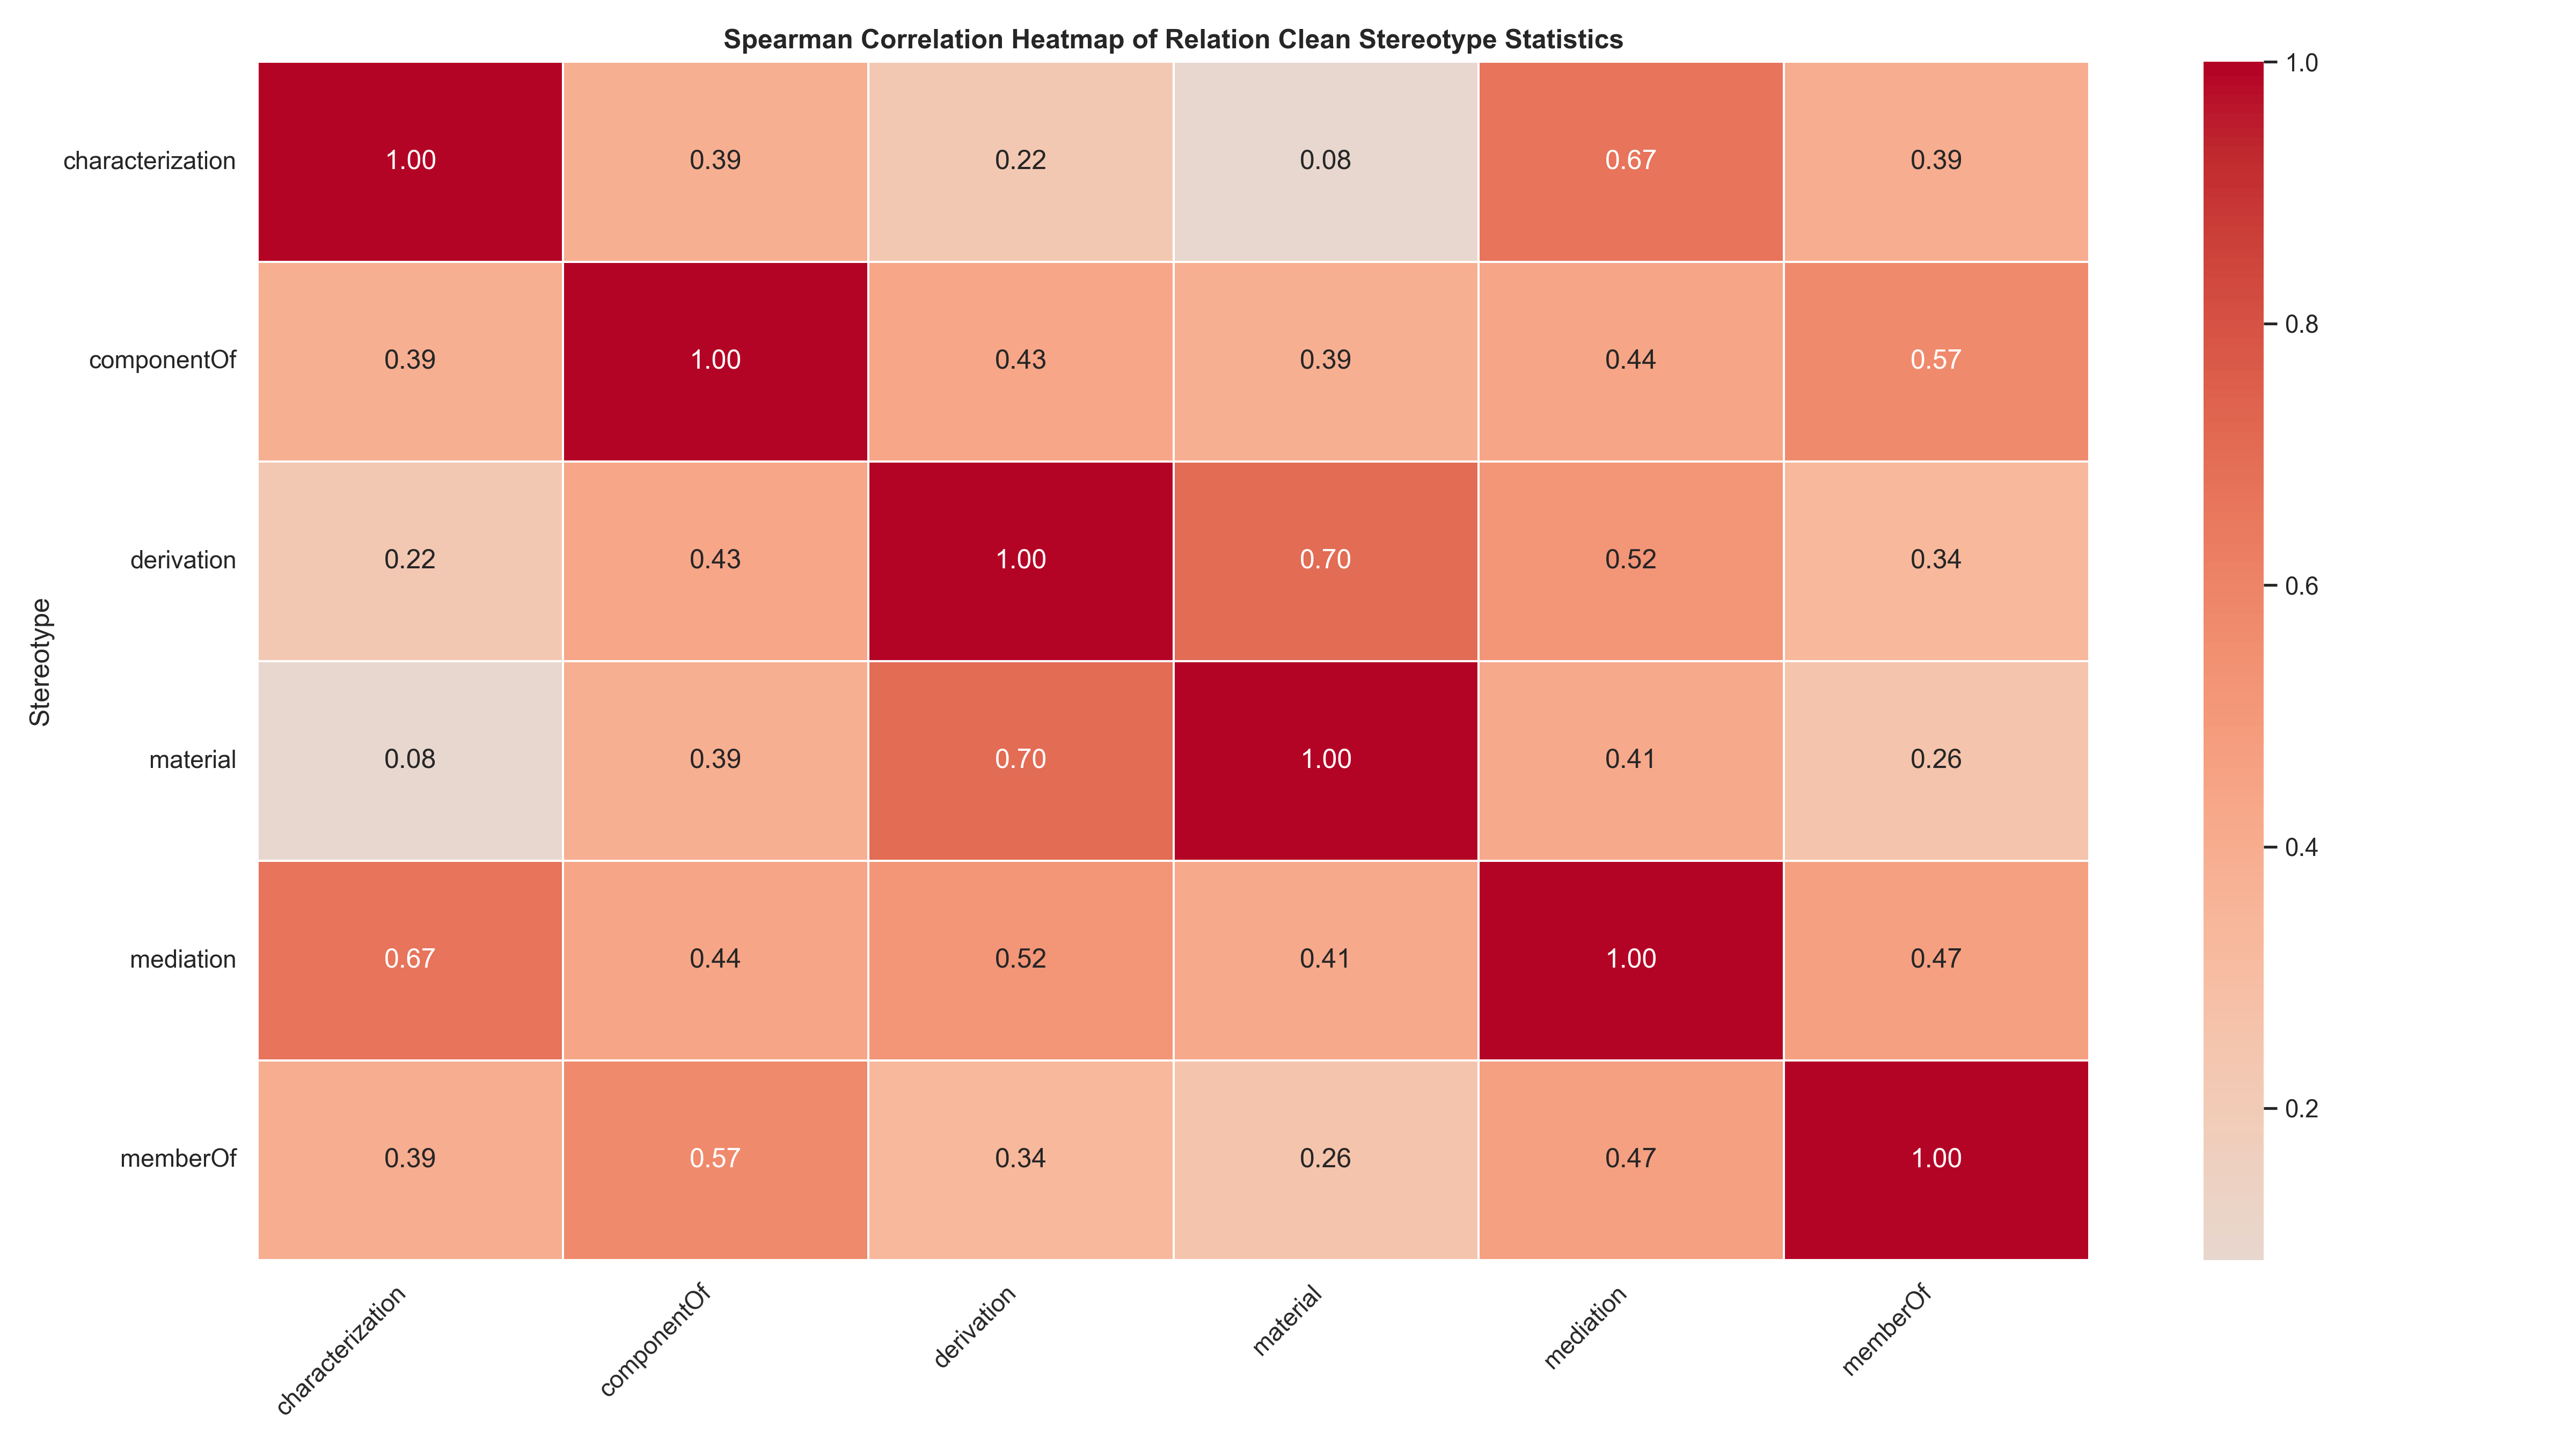 Spearman Correlation Heatmap of Relation Clean Stereotype Statistics
Stereotype
characterization 1.00 0.39 0.22 0.08 0.67 0.39
componentOf 0.39 1.00 0.43 0.39 0.44 0.57
derivation 0.22 0.43 1.00 0.70 0.52 0.34
material 0.08 0.39 0.70 1.00 0.41 0.26
mediation 0.67 0.44 0.52 0.41 1.00 0.47
memberOf 0.39 0.57 0.34 0.26 0.47 1.00
characterization componentOf derivation material mediation memberOf
1.0
0.8
0.6
0.4
0.2